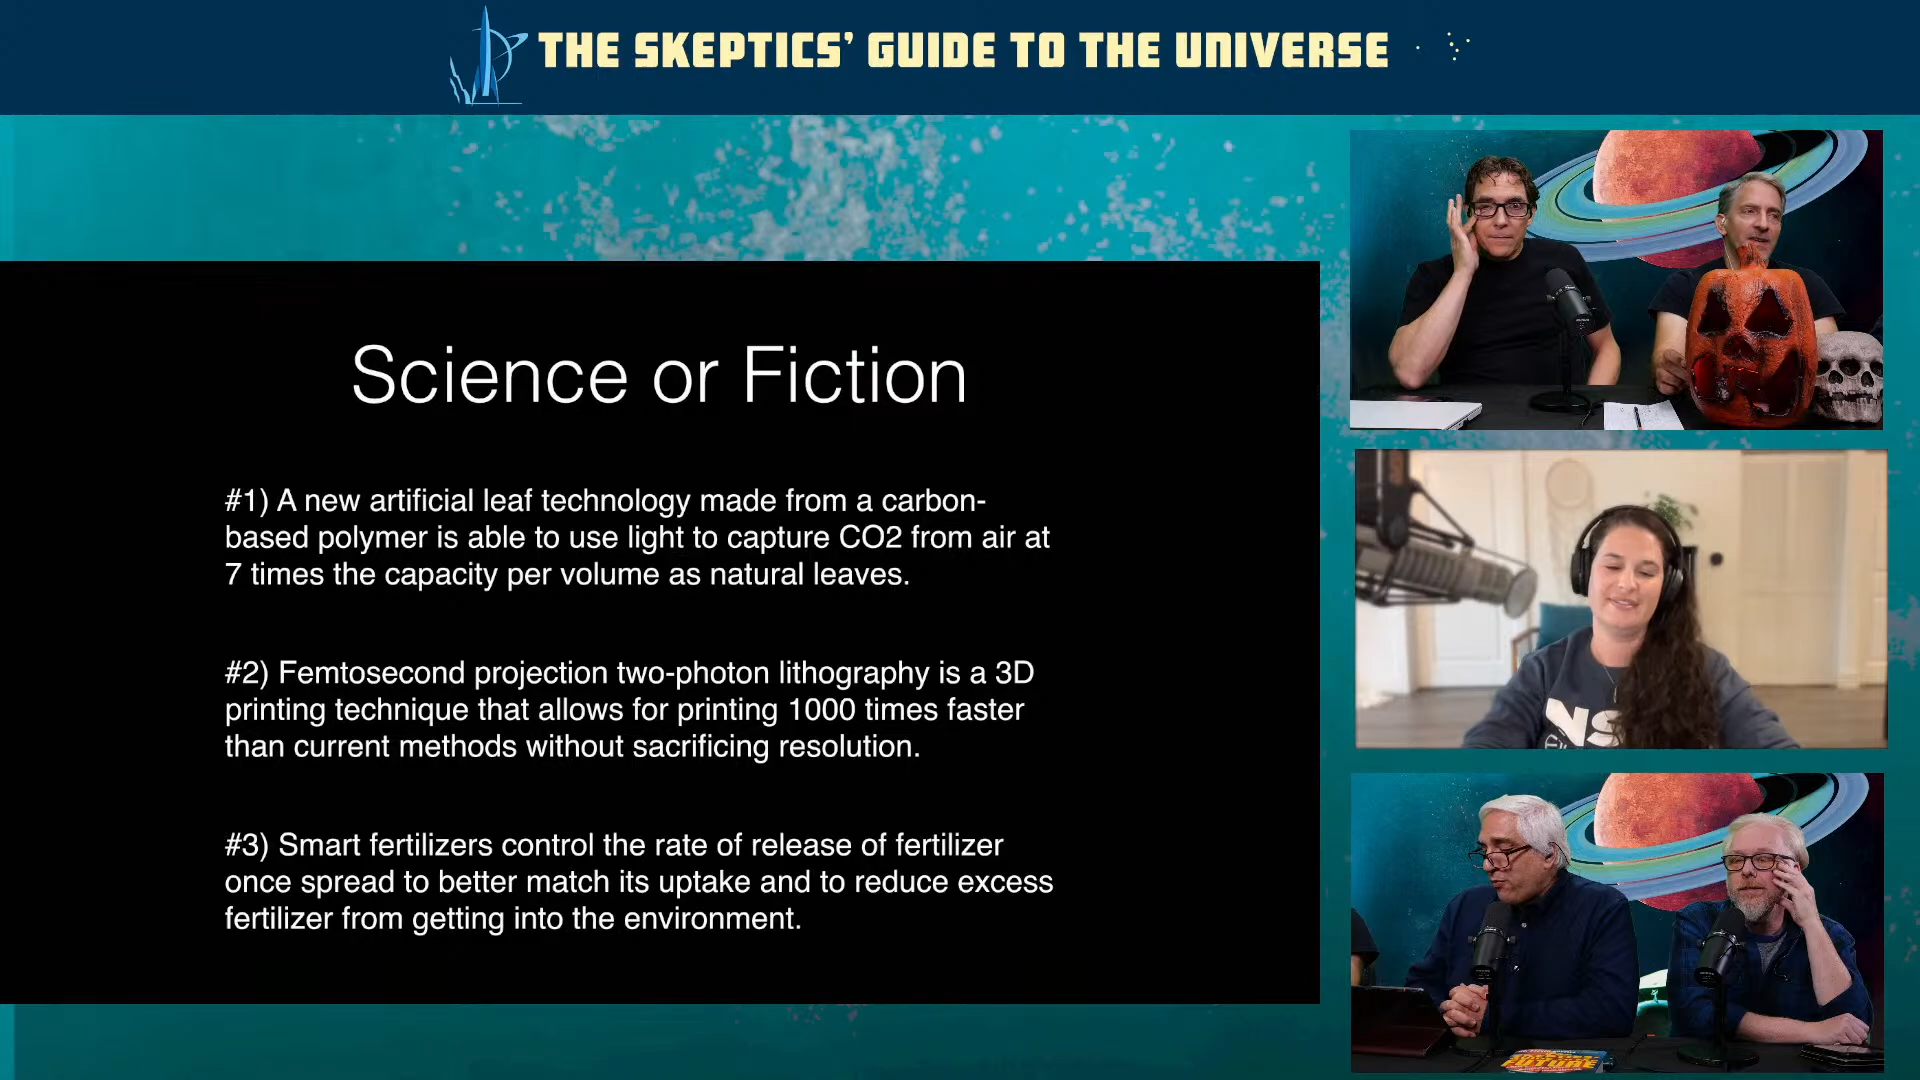 THE SKEPTICS' GUIDE TO THE UNIVERSE
Science or Fiction
#1) A new artificial leaf technology made from a carbon-
based polymer is able to use light to capture CO2 from air at
7 times the capacity per volume as natural leaves.
#2) Femtosecond projection two-photon lithography is a 3D
printing technique that allows for printing 1000 times faster
than current methods without sacrificing resolution.
#3) Smart fertilizers control the rate of release of fertilizer
once spread to better match its uptake and to reduce excess
fertilizer from getting into the environment.
FUTURE